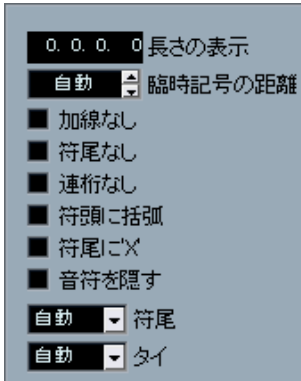 0. 0. 0. 0 長さの表示
自動 臨時記号の距離
加線なし
符尾なし
連桁なし
符頭に括弧
符尾に'X'
音符を隠す
自動 符尾
自動 タイ